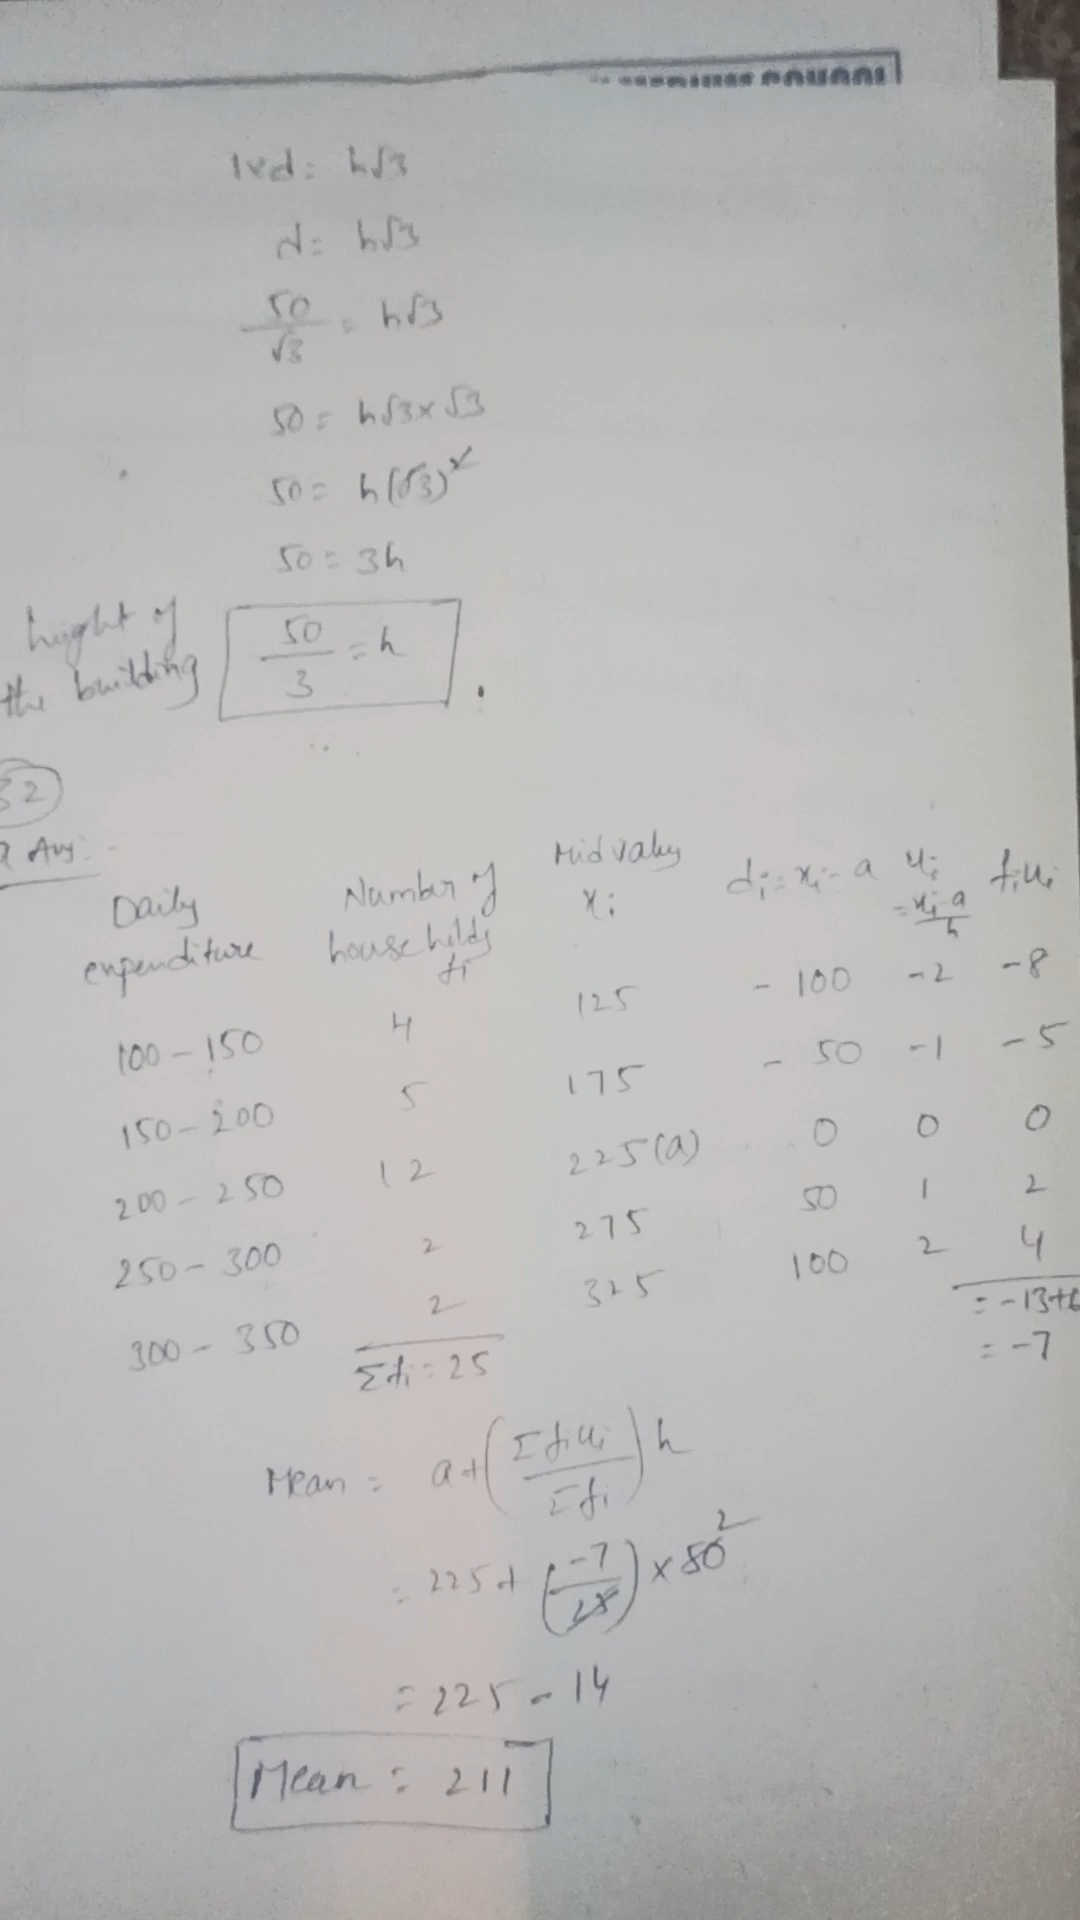 1×d = h√3
d = h√3
50/√3 = h√3
50 = h√3 × √3
50 = h(√3)²
50 = 3h
height of the building 50/3 = h
32
Daily expenditure Number of households fi Mid values xi di = xi - a ui = xi-a/h fiui
100 - 150 4 125 - 100 -2 -8
150 - 200 5 175 - 50 -1 -5
200 - 250 12 225(a) 0 0 0
250 - 300 2 275 50 1 2
300 - 350 2 325 100 2 4
Σfi = 25 = -13+6
= -7
Mean = a+(Σfiui/Σfi)h
= 225+(-7/25) × 50 2
= 225 - 14
Mean = 211